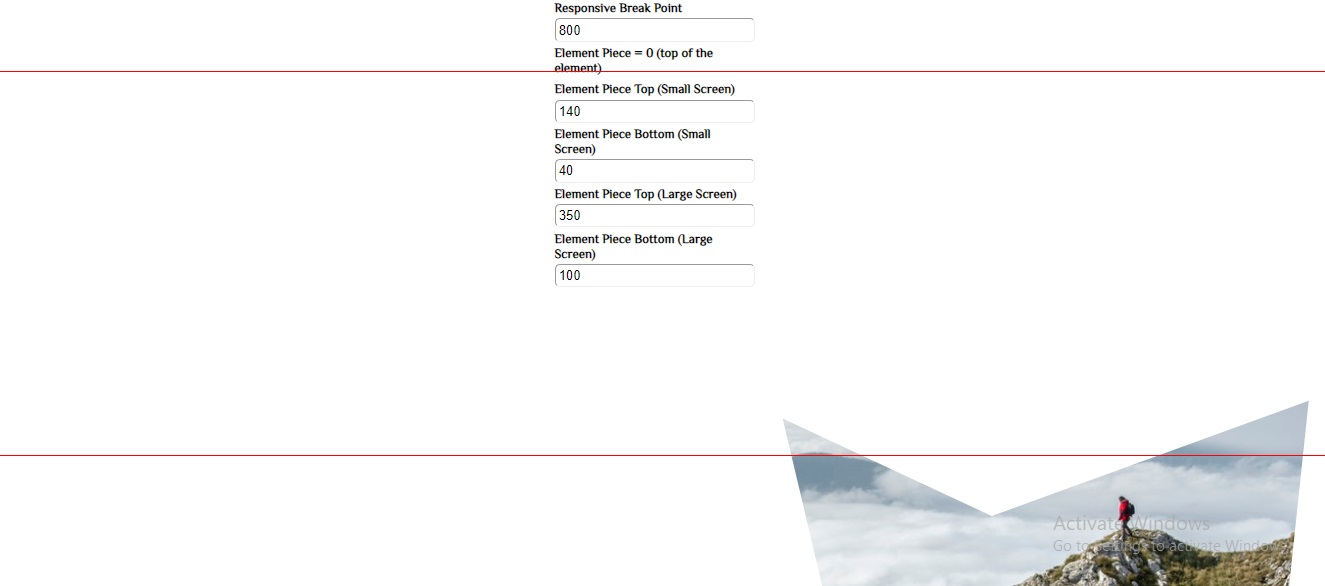 Responsive Break Point
800
Element Piece = 0 (top of the
element)
Element Piece Top (Small Screen)
140
Element Piece Bottom (Small
Screen)
40
Element Piece Top (Large Screen)
350
Element Piece Bottom (Large
Screen)
100
Activate Windows
Go to Settings to activate Windows